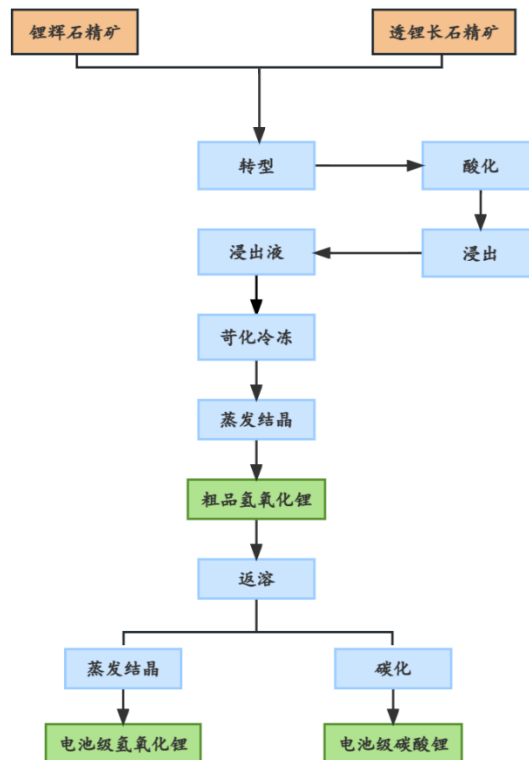 锂辉石精矿
透锂长石精矿
转型
酸化
浸出液
浸出
苛化冷冻
蒸发结晶
粗品氢氧化锂
返溶
蒸发结晶
碳化
电池级氢氧化锂
电池级碳酸锂